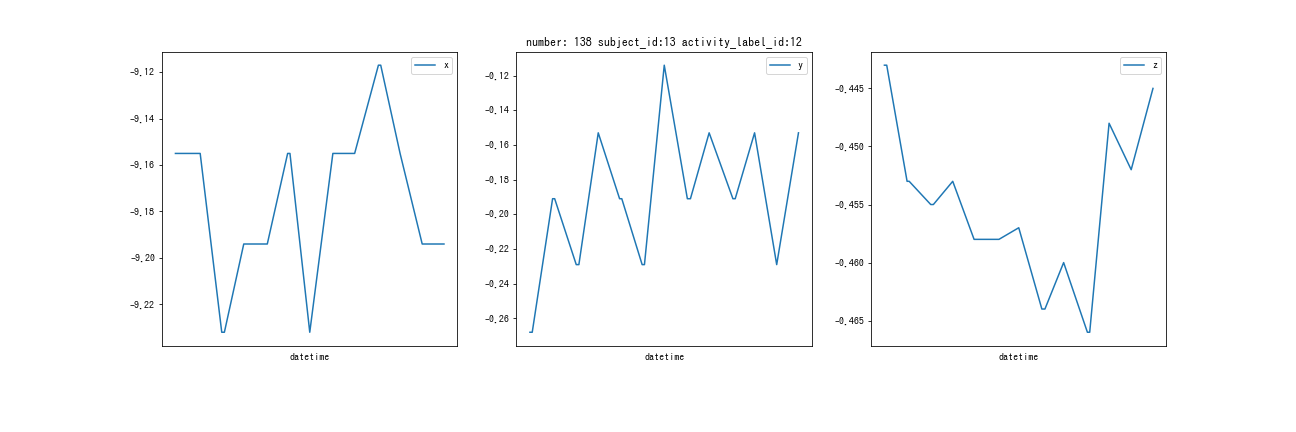 number: 138 subject_id:13 activity_label_id:12
x
-9.12
-9.14
-9.16
-9.18
-9.20
-9.22
datetime
y
-0.12
-0.14
-0.16
-0.18
-0.20
-0.22
-0.24
-0.26
datetime
z
-0.445
-0.450
-0.455
-0.460
-0.465
datetime